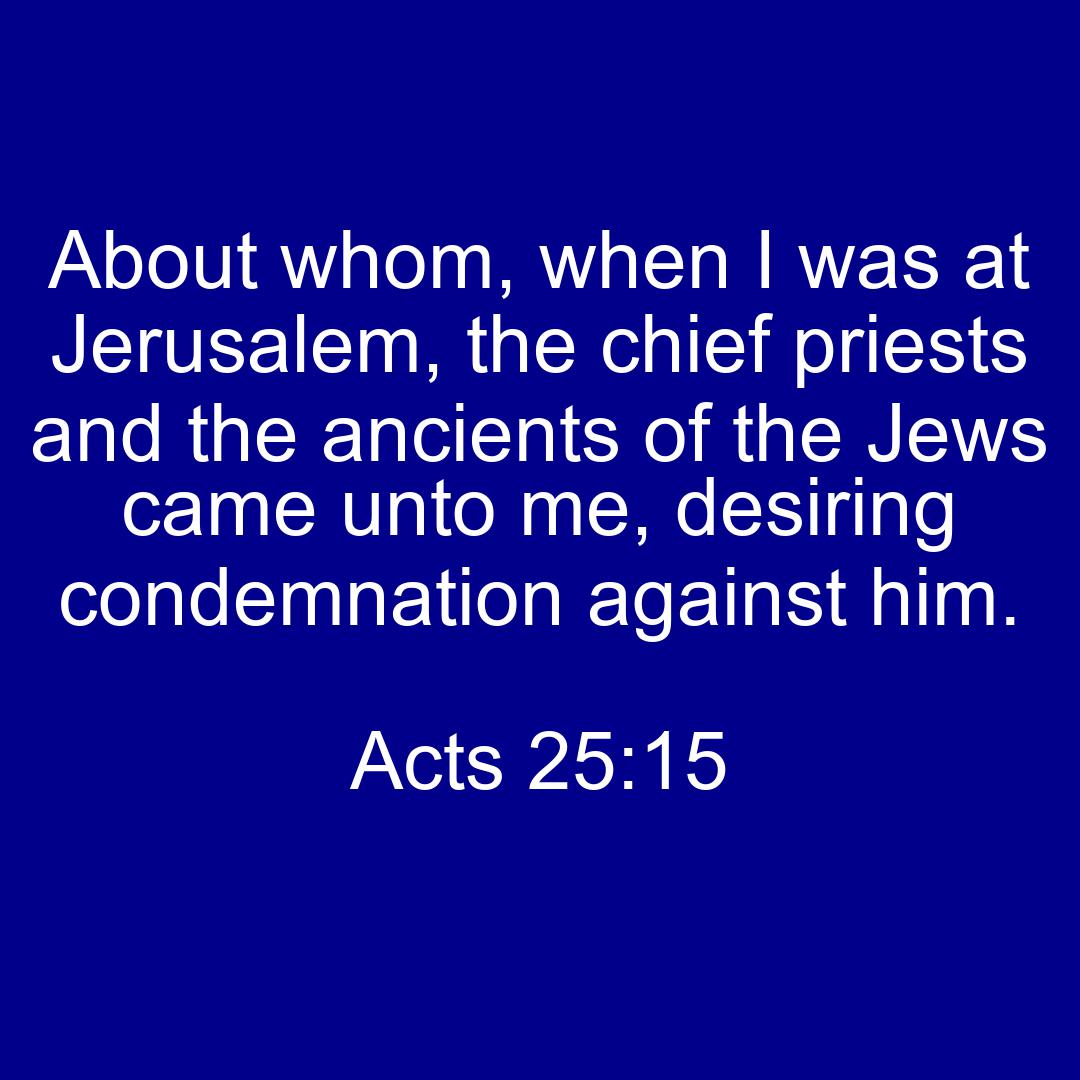 About whom, when I was at
Jerusalem, the chief priests
and the ancients of the Jews
came unto me, desiring
condemnation against him.
Acts 25:15